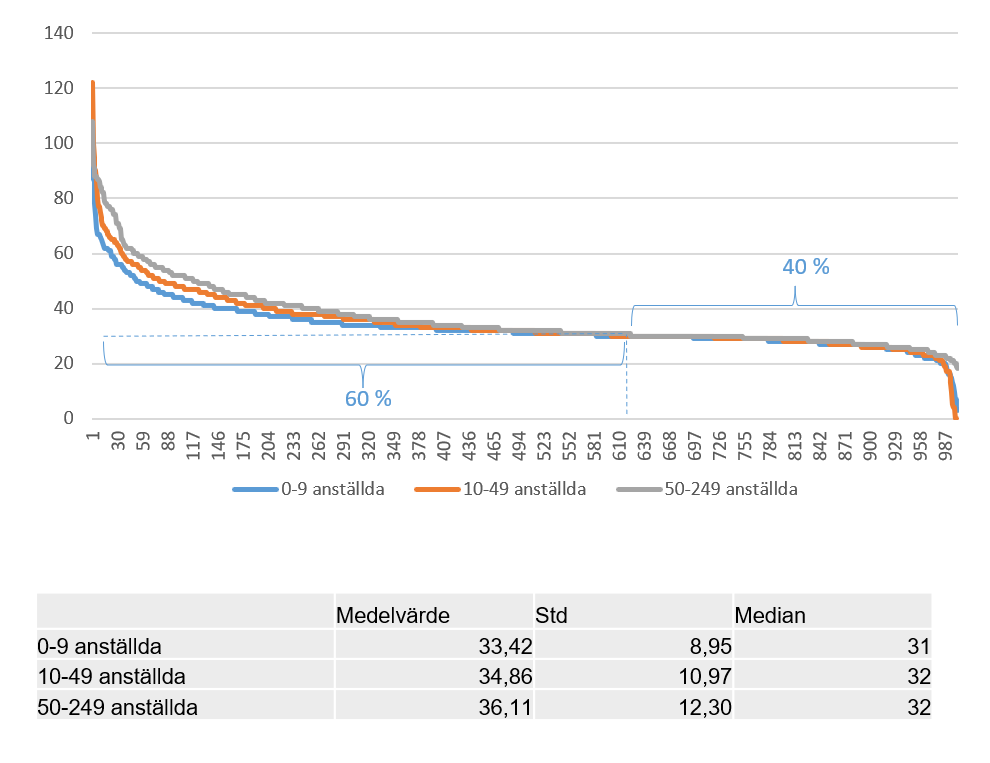 140
120
100
80
60
40
20
0
40 %
60 %
1 30 59 88 117 146 175 204 233 262 291 320 349 378 407 436 465 494 523 552 581 610 639 668 697 726 755 784 813 842 871 900 929 958 987
0-9 anställda 10-49 anställda 50-249 anställda
Medelvärde Std Median
0-9 anställda 33,42 8,95 31
10-49 anställda 34,86 10,97 32
50-249 anställda 36,11 12,30 32